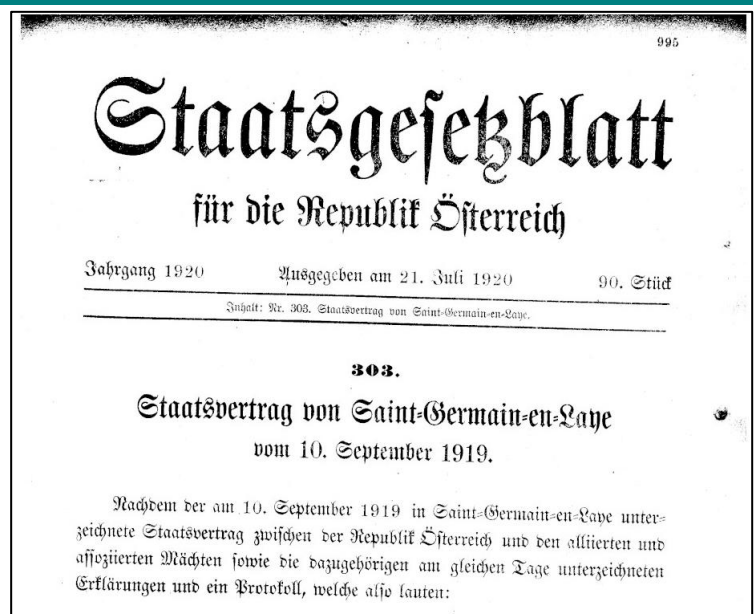 995
Staatsgesetzblatt
für die Republik Österreich
Jahrgang 1920 Ausgegeben am 21. Juli 1920 90. Stück
Inhalt: Nr. 303. Staatsvertrag von Saint-Germain-en-Laye.
303.
Staatsvertrag von Saint-Germain-en-Laye
vom 10. September 1919.
Nachdem der am 10. September 1919 in Saint-Germain-en-Laye unter-
zeichnete Staatsvertrag zwischen der Republik Österreich und den alliierten und
assoziierten Mächten sowie die dazugehörigen am gleichen Tage unterzeichneten
Erklärungen und ein Protokoll, welche also lauten: